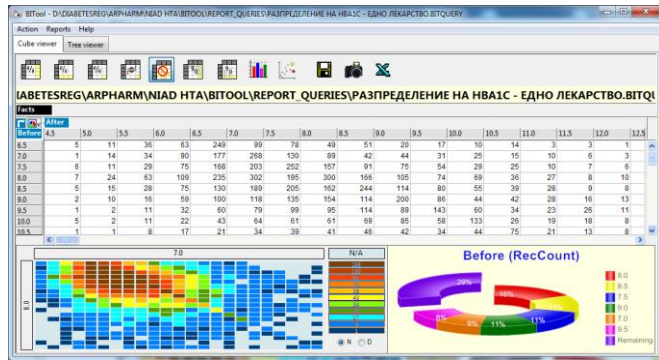 BITool - D:\DIABETESREG\ARPHARM\NIAD HTA\BITOOL\REPORT_QUERIES\РАЗПРЕДЕЛЕНИЕ НА HBA1C - ЕДНО ЛЕКАРСТВО.BITQUERY
Action Reports Help
Cube viewer Tree viewer
IABETESREG\ARPHARM\NIAD HTA\BITOOL\REPORT_QUERIES\РАЗПРЕДЕЛЕНИЕ НА HBA1C - ЕДНО ЛЕКАРСТВО.BITQU
Facts
After
Before 4.5 5.0 5.5 6.0 6.5 7.0 7.5 8.0 8.5 9.0 9.5 10.0 10.5 11.0 11.5 12.0 12.5
6.5 5 11 36 63 249 99 78 49 51 20 17 10 14 3 3 1
7.0 1 14 34 90 177 268 130 89 42 44 31 25 15 10 6 3
7.5 6 11 29 75 168 203 252 157 91 75 54 29 25 10 7 6
8.0 7 24 63 109 235 302 195 300 166 105 74 69 36 27 8 10
8.5 5 15 28 75 130 189 205 162 244 114 80 55 39 28 9 8
9.0 2 10 16 59 100 118 135 154 114 200 86 44 42 28 16 13
9.5 1 2 11 32 60 79 99 95 114 89 143 60 34 23 26 11
10.0 5 2 11 22 43 64 61 61 69 85 58 133 26 19 18 8
10.5 1 1 8 17 21 34 39 41 46 42 34 44 75 21 13 8
7.0 N/A
8.0
N D
Before (RecCount)
29% 16% 11% 11% 9% 8%
8.0
8.5
7.5
9.0
7.0
9.5
Remaining